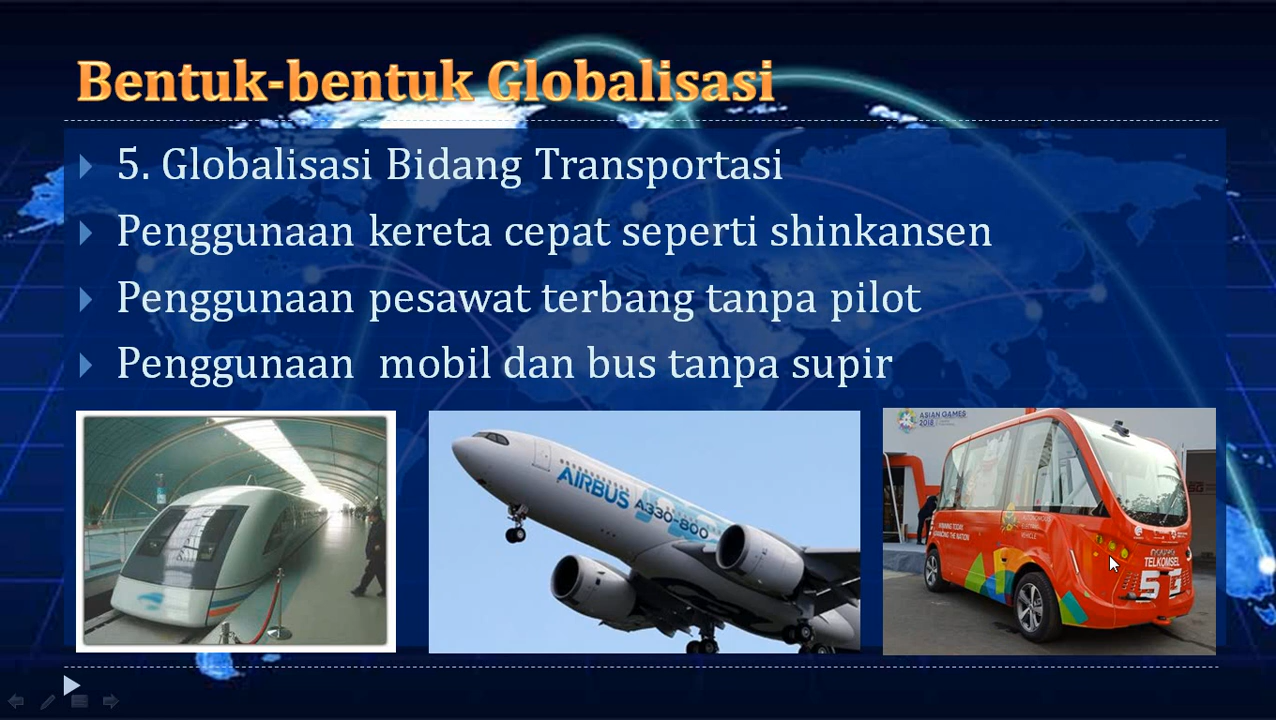 Bentuk-bentuk Globalisasi
5. Globalisasi Bidang Transportasi
Penggunaan kereta cepat seperti shinkansen
Penggunaan pesawat terbang tanpa pilot
Penggunaan mobil dan bus tanpa supir
AIRBUS A330-800
ASIAN GAMES
2018
TELKOMSEL
5G